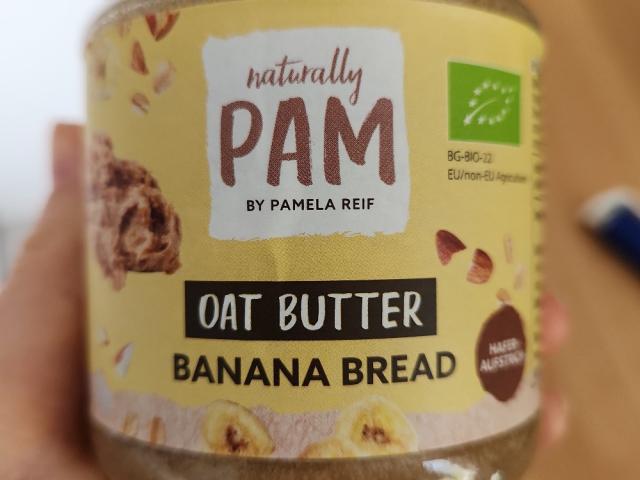 naturally
PAM
BY PAMELA REIF
BG-BIO-22
EU/non-EU Agriculture
OAT BUTTER
BANANA BREAD
HAFER-
AUFSTRICH